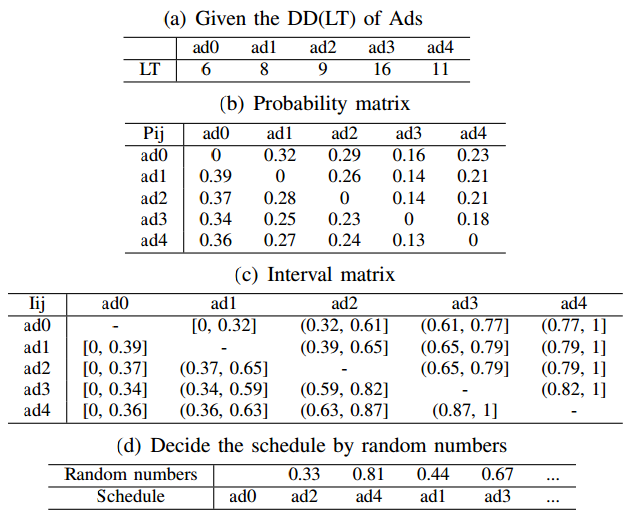 (a) Given the DD(LT) of Ads
ad0 ad1 ad2 ad3 ad4
LT 6 8 9 16 11
(b) Probability matrix
Pij ad0 ad1 ad2 ad3 ad4
ad0 0 0.32 0.29 0.16 0.23
ad1 0.39 0 0.26 0.14 0.21
ad2 0.37 0.28 0 0.14 0.21
ad3 0.34 0.25 0.23 0 0.18
ad4 0.36 0.27 0.24 0.13 0
(c) Interval matrix
Iij ad0 ad1 ad2 ad3 ad4
ad0 - [0, 0.32] (0.32, 0.61] (0.61, 0.77] (0.77, 1]
ad1 [0, 0.39] - (0.39, 0.65] (0.65, 0.79] (0.79, 1]
ad2 [0, 0.37] (0.37, 0.65] - (0.65, 0.79] (0.79, 1]
ad3 [0, 0.34] (0.34, 0.59] (0.59, 0.82] - (0.82, 1]
ad4 [0, 0.36] (0.36, 0.63] (0.63, 0.87] (0.87, 1] -
(d) Decide the schedule by random numbers
Random numbers 0.33 0.81 0.44 0.67 ...
Schedule ad0 ad2 ad4 ad1 ad3 ...